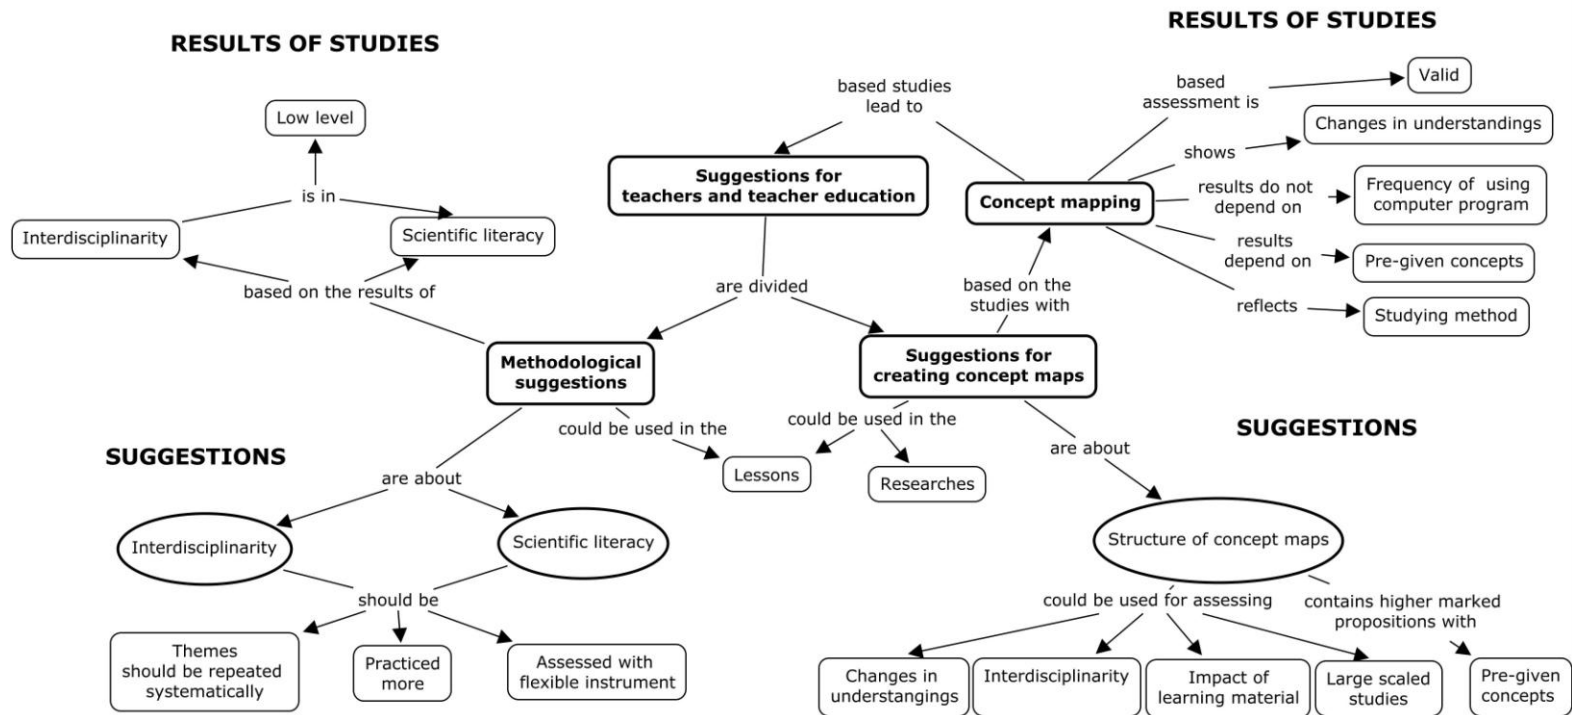 RESULTS OF STUDIES
Low level
is in
Interdisciplinarity
Scientific literacy
based on the results of
based studies
lead to
Suggestions for
teachers and teacher education
are divided
RESULTS OF STUDIES
based
assessment is
Valid
shows
Changes in understandings
Concept mapping
results do not
depend on
Frequency of using
computer program
results
depend on
Pre-given concepts
reflects
Studying method
based on the
studies with
Methodological
suggestions
Suggestions for
creating concept maps
could be used in the
could be used in the
Lessons
Researches
SUGGESTIONS
are about
Interdisciplinarity
Scientific literacy
should be
Themes
should be repeated
systematically
Practiced
more
Assessed with
flexible instrument
SUGGESTIONS
are about
Structure of concept maps
could be used for assessing
contains higher marked
propositions with
Changes in
understangings
Interdisciplinarity
Impact of
learning material
Large scaled
studies
Pre-given
concepts